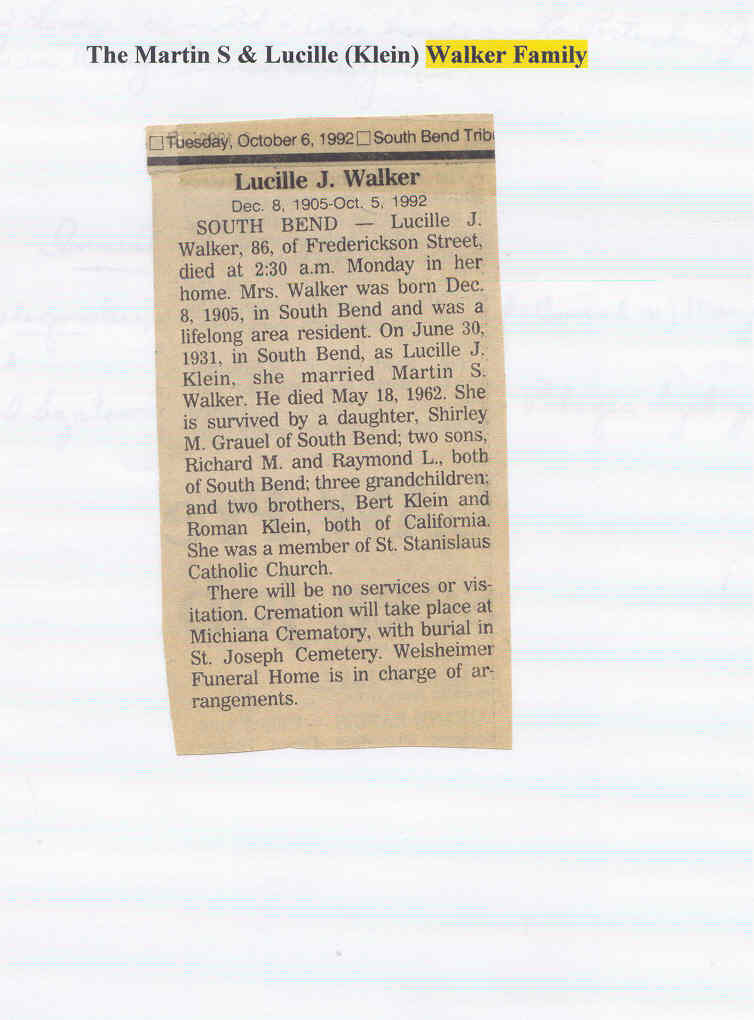 The Martin S & Lucille (Klein) Walker Family
□Tuesday, October 6, 1992□South Bend Trib
Lucille J. Walker
Dec. 8, 1905-Oct. 5, 1992
SOUTH BEND — Lucille J.
Walker, 86, of Frederickson Street,
died at 2:30 a.m. Monday in her
home. Mrs. Walker was born Dec.
8, 1905, in South Bend and was a
lifelong area resident. On June 30,
1931, in South Bend, as Lucille J.
Klein, she married Martin S.
Walker. He died May 18, 1962. She
is survived by a daughter, Shirley
M. Grauel of South Bend; two sons,
Richard M. and Raymond L., both
of South Bend; three grandchildren;
and two brothers, Bert Klein and
Roman Klein, both of California.
She was a member of St. Stanislaus
Catholic Church.
There will be no services or vis-
itation. Cremation will take place at
Michiana Crematory, with burial in
St. Joseph Cemetery. Welsheimer
Funeral Home is in charge of ar-
rangements.